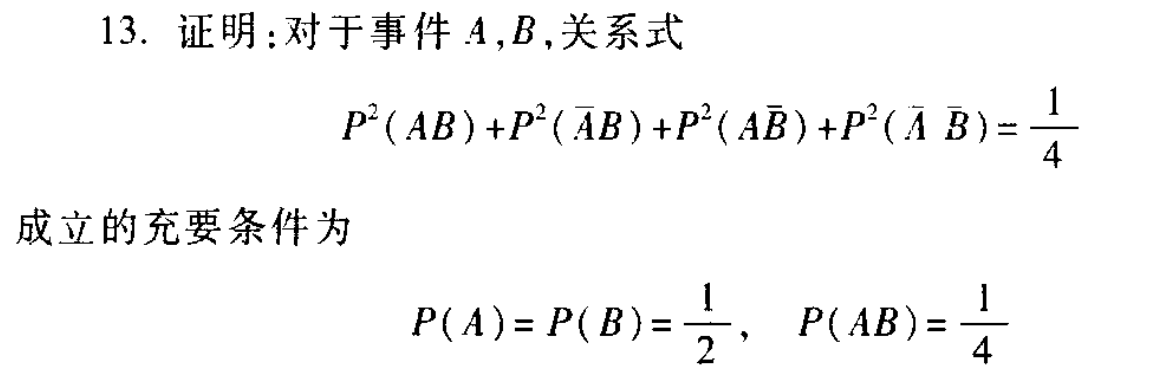 13. 证明:对于事件 A,B,关系式
P²(AB)+P²(A̅B)+P²(AB̅)+P²(A̅ B̅)=1/4
成立的充要条件为
P(A)=P(B)=1/2, P(AB)=1/4